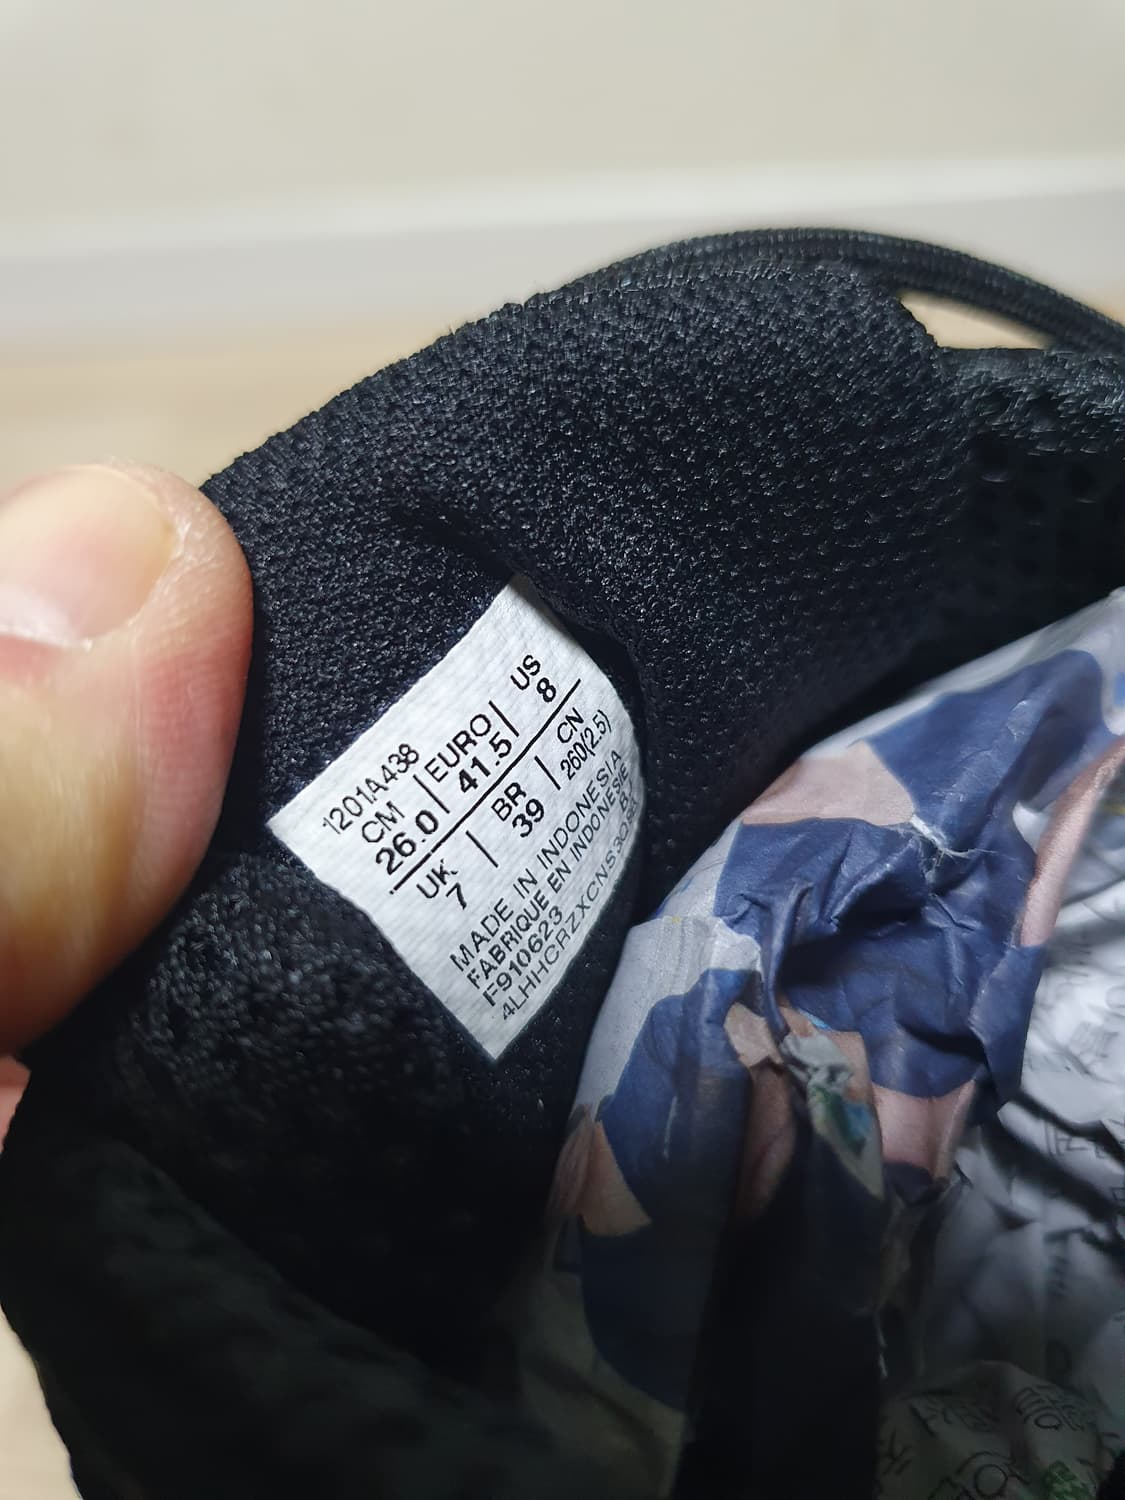 1201A438
CM | EURO | US
26.0 | 41.5 | 8
UK | BR | CN
7 | 39 | 260(2.5)
MADE IN INDONESIA
FABRIQUE EN INDONESIE
F910623